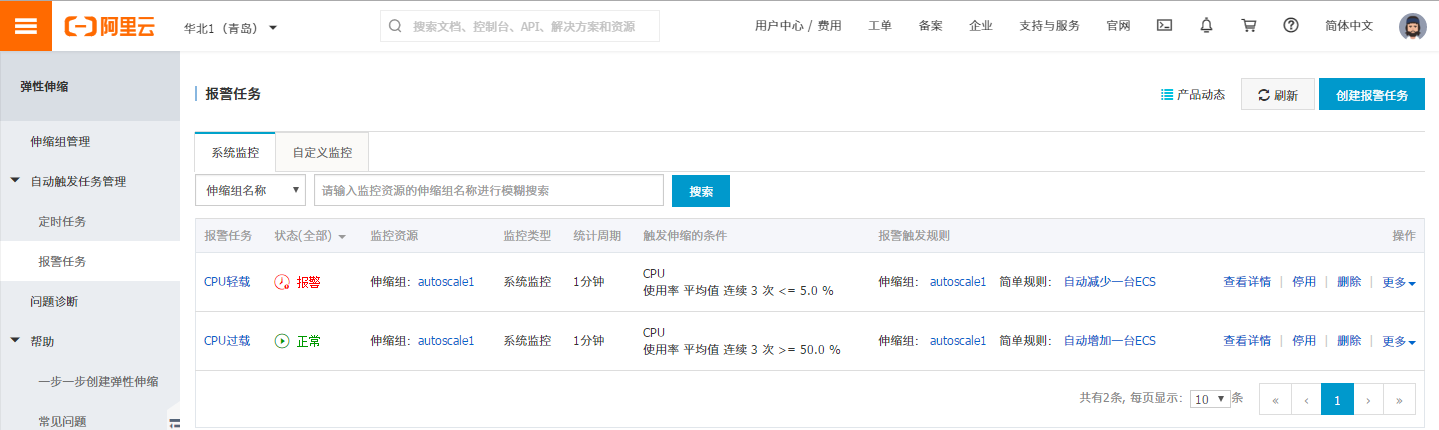 阿里云 华北1（青岛） 搜索文档、控制台、API、解决方案和资源 用户中心 / 费用 工单 备案 企业 支持与服务 官网 简体中文
弹性伸缩
伸缩组管理
自动触发任务管理
定时任务
报警任务
问题诊断
帮助
一步一步创建弹性伸缩
常见问题
报警任务 产品动态 刷新 创建报警任务
系统监控 自定义监控
伸缩组名称 请输入监控资源的伸缩组名称进行模糊搜索 搜索
报警任务 状态(全部) 监控资源 监控类型 统计周期 触发伸缩的条件 报警触发规则 操作
CPU轻载 报警 伸缩组：autoscale1 系统监控 1分钟 CPU
使用率 平均值 连续 3 次 <= 5.0 % 伸缩组： autoscale1 简单规则： 自动减少一台ECS 查看详情 | 停用 | 删除 | 更多
CPU过载 正常 伸缩组：autoscale1 系统监控 1分钟 CPU
使用率 平均值 连续 3 次 >= 50.0 % 伸缩组： autoscale1 简单规则： 自动增加一台ECS 查看详情 | 停用 | 删除 | 更多
共有2条, 每页显示： 10 条 « ‹ 1 › »